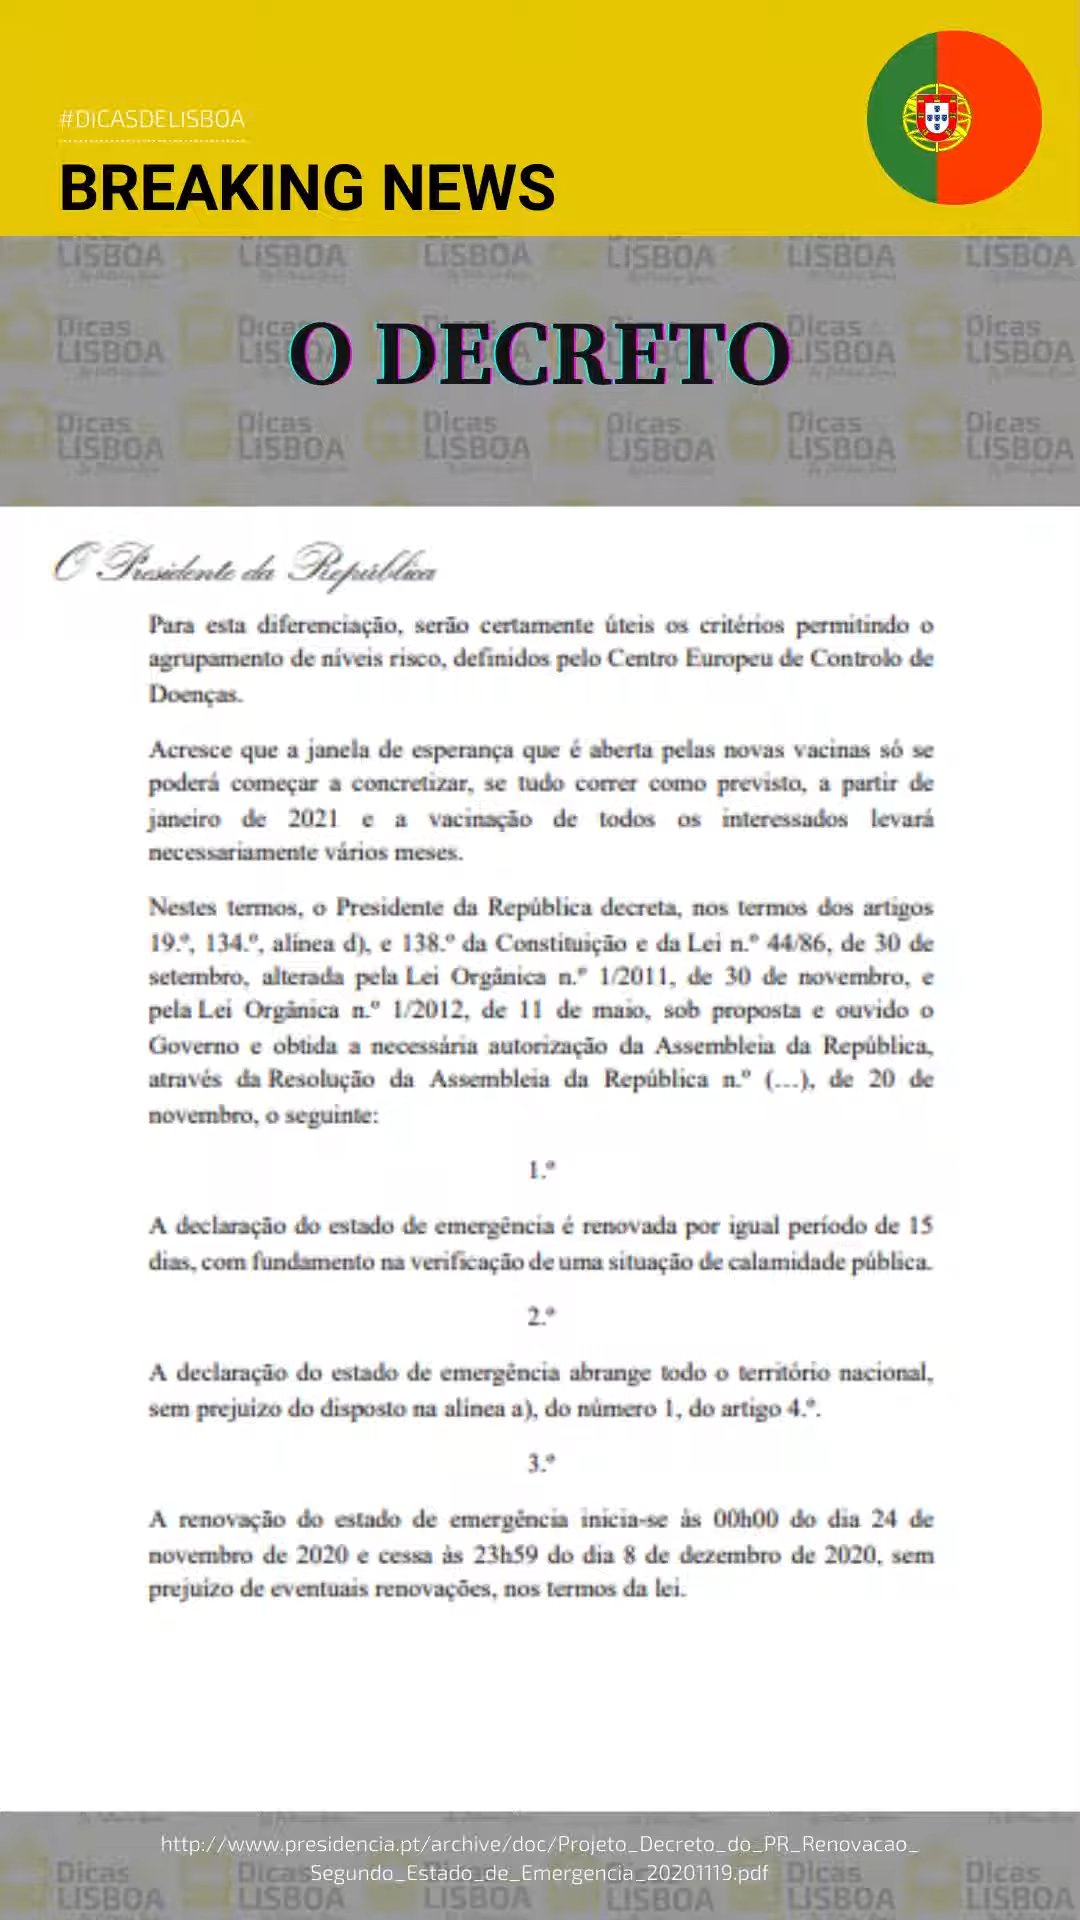 #DICASDELISBOA
BREAKING NEWS
O DECRETO
O Presidente da República
Para esta diferenciação, serão certamente úteis os critérios permitindo o
agrupamento de níveis risco, definidos pelo Centro Europeu de Controlo de
Doenças.
Acresce que a janela de esperança que é aberta pelas novas vacinas só se
poderá começar a concretizar, se tudo correr como previsto, a partir de
janeiro de 2021 e a vacinação de todos os interessados levará
necessariamente vários meses.
Nestes termos, o Presidente da República decreta, nos termos dos artigos
19.º, 134.º, alínea d), e 138.º da Constituição e da Lei n.º 44/86, de 30 de
setembro, alterada pela Lei Orgânica n.º 1/2011, de 30 de novembro, e
pela Lei Orgânica n.º 1/2012, de 11 de maio, sob proposta e ouvido o
Governo e obtida a necessária autorização da Assembleia da República,
através da Resolução da Assembleia da República n.º (...), de 20 de
novembro, o seguinte:
1.º
A declaração do estado de emergência é renovada por igual período de 15
dias, com fundamento na verificação de uma situação de calamidade pública.
2.º
A declaração do estado de emergência abrange todo o território nacional,
sem prejuízo do disposto na alínea a), do número 1, do artigo 4.º.
3.º
A renovação do estado de emergência inicia-se às 00h00 do dia 24 de
novembro de 2020 e cessa às 23h59 do dia 8 de dezembro de 2020, sem
prejuízo de eventuais renovações, nos termos da lei.
http://www.presidencia.pt/archive/doc/Projeto_Decreto_do_PR_Renovacao_
Segundo_Estado_de_Emergencia_20201119.pdf